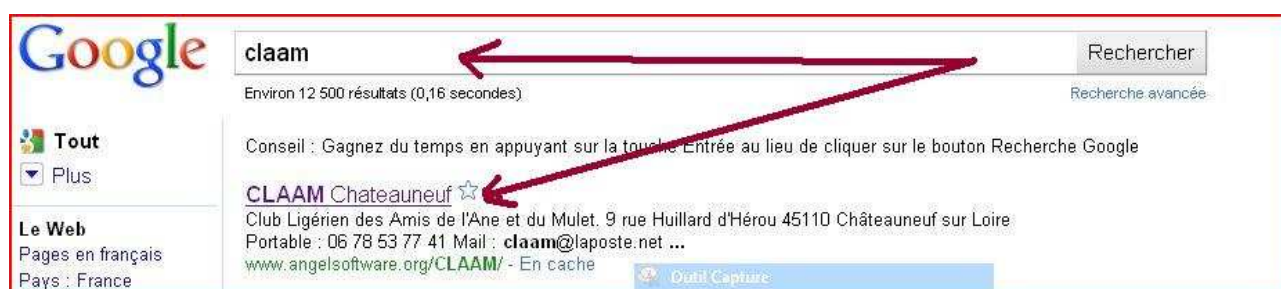 Google
claam
Rechercher
Environ 12 500 résultats (0,16 secondes)
Recherche avancée
Tout
Plus
Le Web
Pages en français
Pays : France
Conseil : Gagnez du temps en appuyant sur la touche Entrée au lieu de cliquer sur le bouton Recherche Google
CLAAM Chateauneuf
Club Ligérien des Amis de l'Ane et du Mulet. 9 rue Huillard d'Hérou 45110 Châteauneuf sur Loire
Portable : 06 78 53 77 41 Mail : claam@laposte.net ...
www.angelsoftware.org/CLAAM/ - En cache
Outil Capture